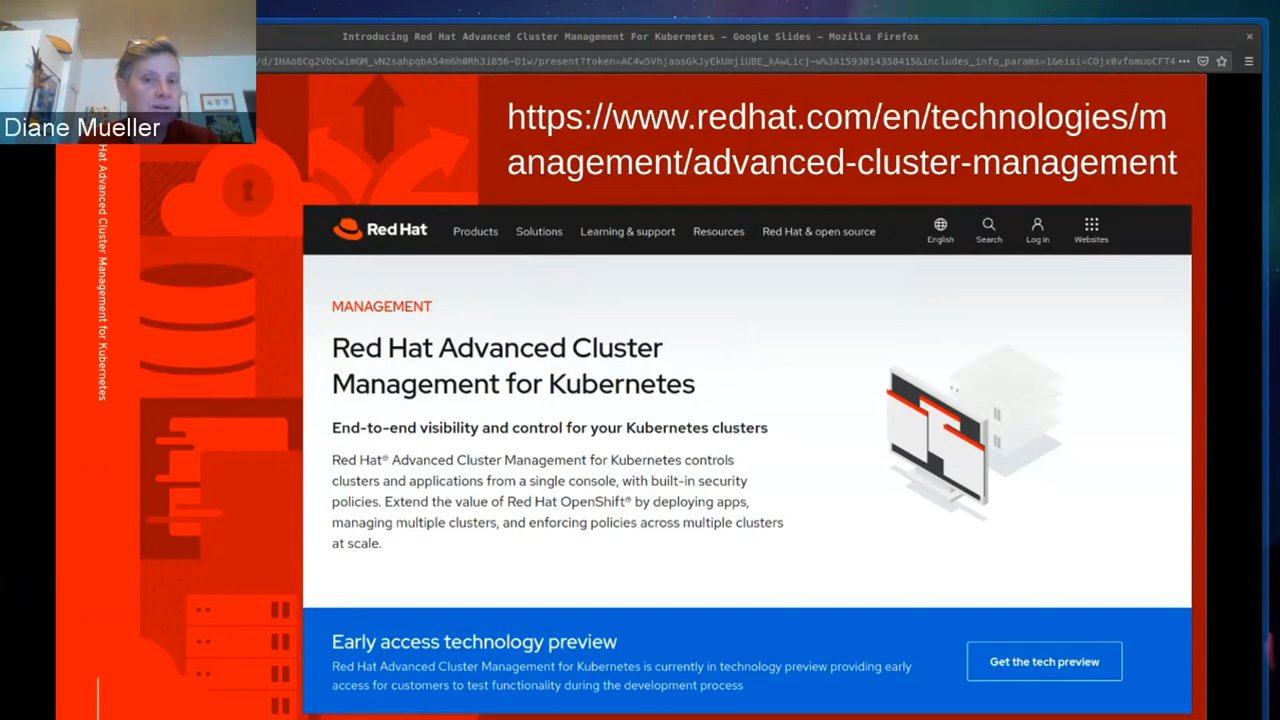 Introducing Red Hat Advanced Cluster Management For Kubernetes – Google Slides – Mozilla Firefox
Diane Mueller
https://www.redhat.com/en/technologies/m
anagement/advanced-cluster-management
Hat Advanced Cluster Management for Kubernetes
Red Hat
Products Solutions Learning & support Resources Red Hat & open source
English Search Log in Websites
MANAGEMENT
Red Hat Advanced Cluster
Management for Kubernetes
End-to-end visibility and control for your Kubernetes clusters
Red Hat® Advanced Cluster Management for Kubernetes controls
clusters and applications from a single console, with built-in security
policies. Extend the value of Red Hat OpenShift® by deploying apps,
managing multiple clusters, and enforcing policies across multiple clusters
at scale.
Early access technology preview
Red Hat Advanced Cluster Management for Kubernetes is currently in technology preview providing early
access for customers to test functionality during the development process
Get the tech preview